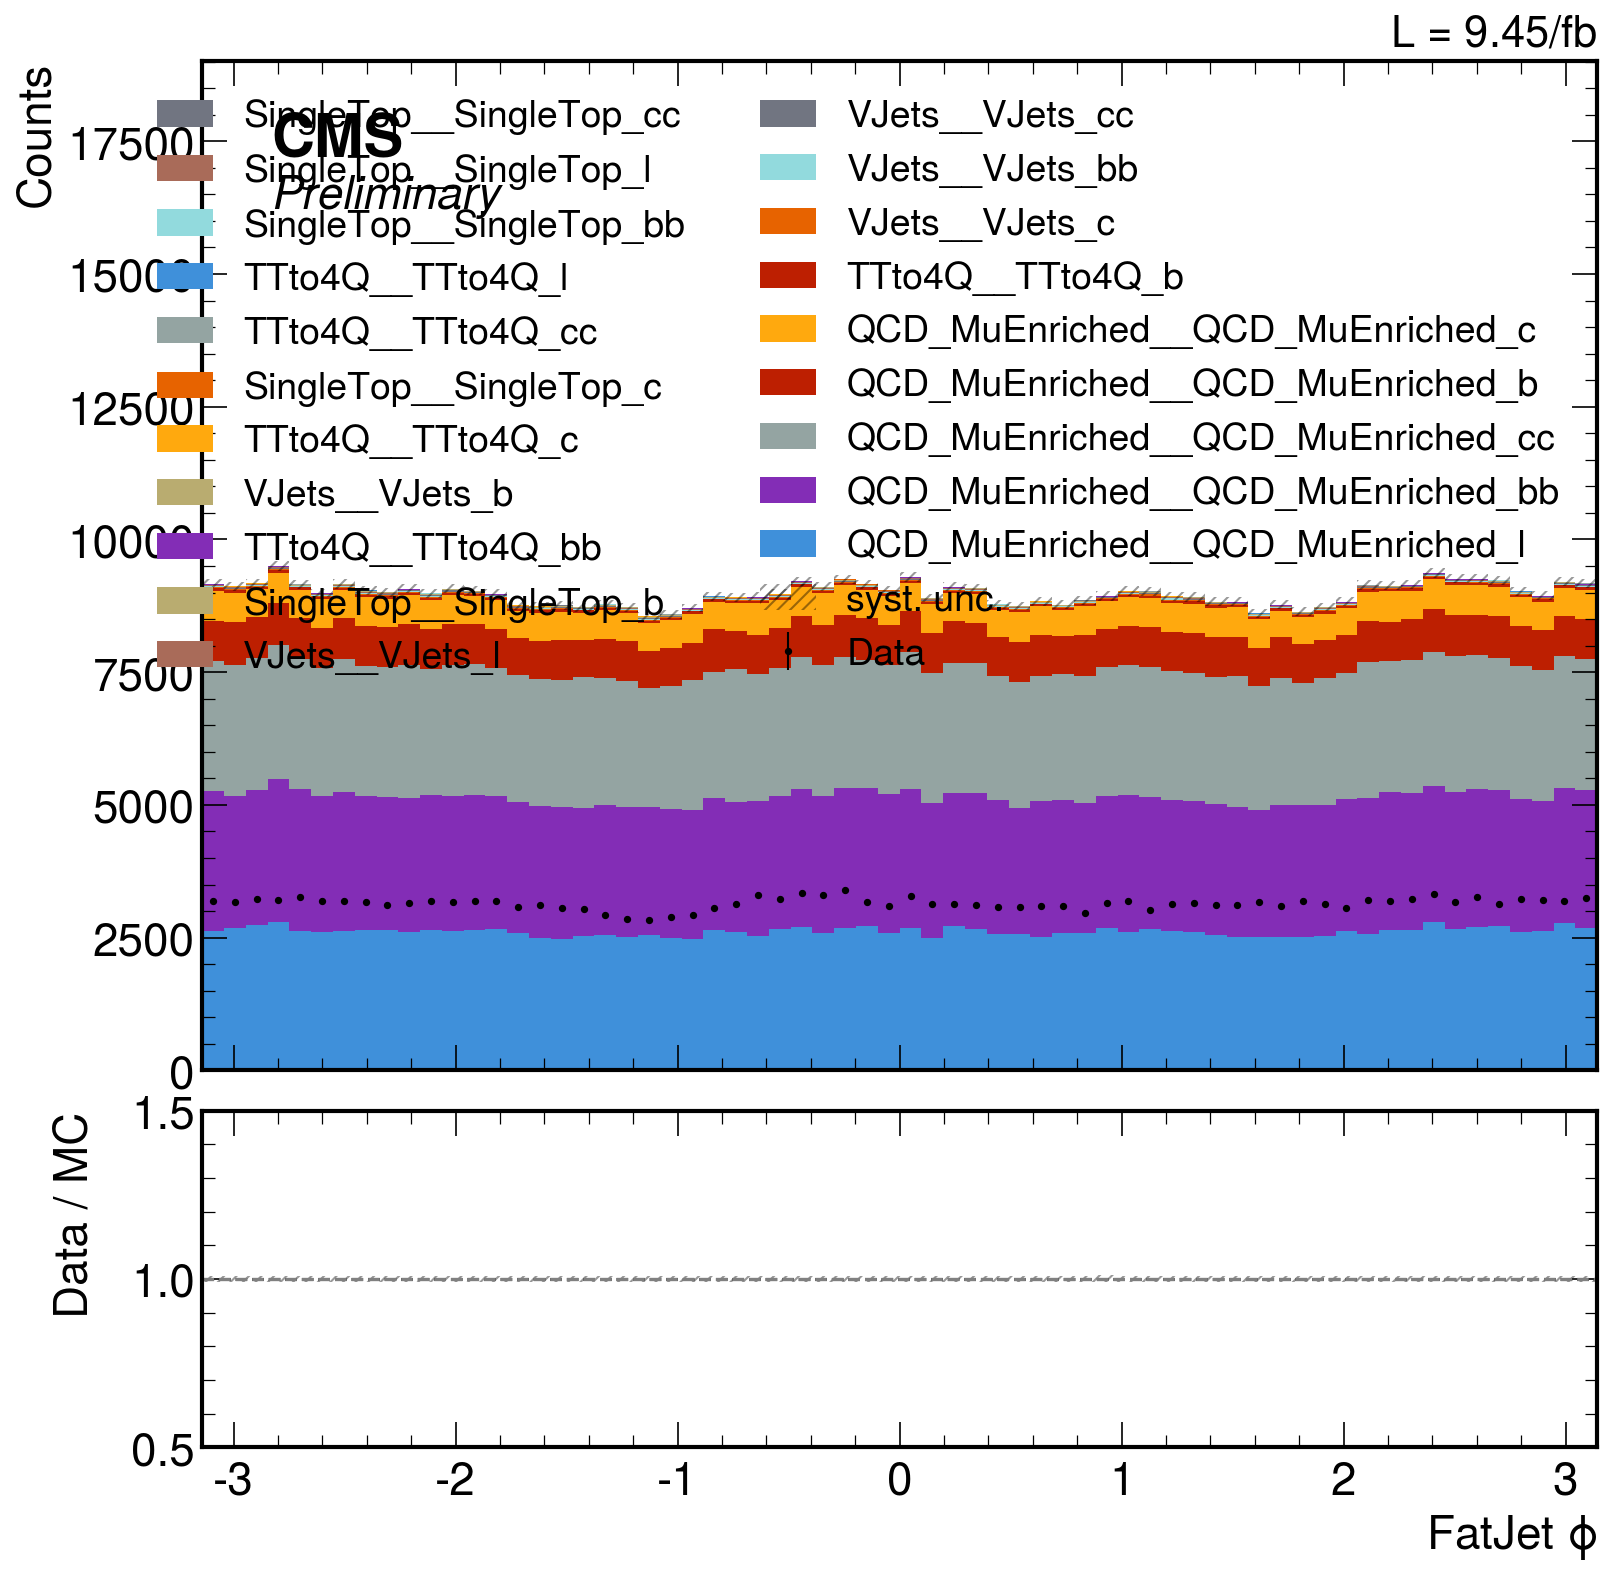 L = 9.45/fb
Counts
CMS
Preliminary
SingleTop__SingleTop_cc
SingleTop__SingleTop_l
SingleTop__SingleTop_bb
TTto4Q__TTto4Q_l
TTto4Q__TTto4Q_cc
SingleTop__SingleTop_c
TTto4Q__TTto4Q_c
VJets__VJets_b
TTto4Q__TTto4Q_bb
SingleTop__SingleTop_b
VJets__VJets_l
VJets__VJets_cc
VJets__VJets_bb
VJets__VJets_c
TTto4Q__TTto4Q_b
QCD_MuEnriched__QCD_MuEnriched_c
QCD_MuEnriched__QCD_MuEnriched_b
QCD_MuEnriched__QCD_MuEnriched_cc
QCD_MuEnriched__QCD_MuEnriched_bb
QCD_MuEnriched__QCD_MuEnriched_l
syst. unc.
Data
17500
15000
12500
10000
7500
5000
2500
0
Data / MC
1.5
1.0
0.5
-3 -2 -1 0 1 2 3
FatJet ϕ